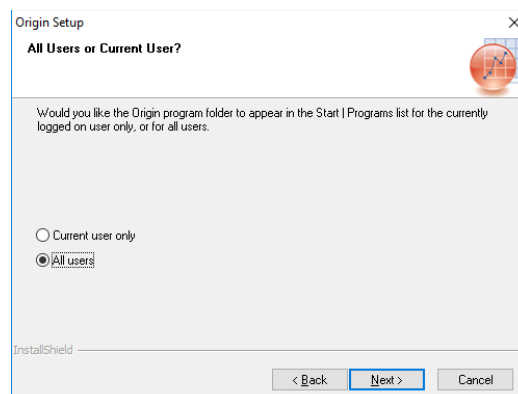 Origin Setup
All Users or Current User?
Would you like the Origin program folder to appear in the Start | Programs list for the currently
logged on user only, or for all users.
Current user only
All users
InstallShield
< Back Next > Cancel